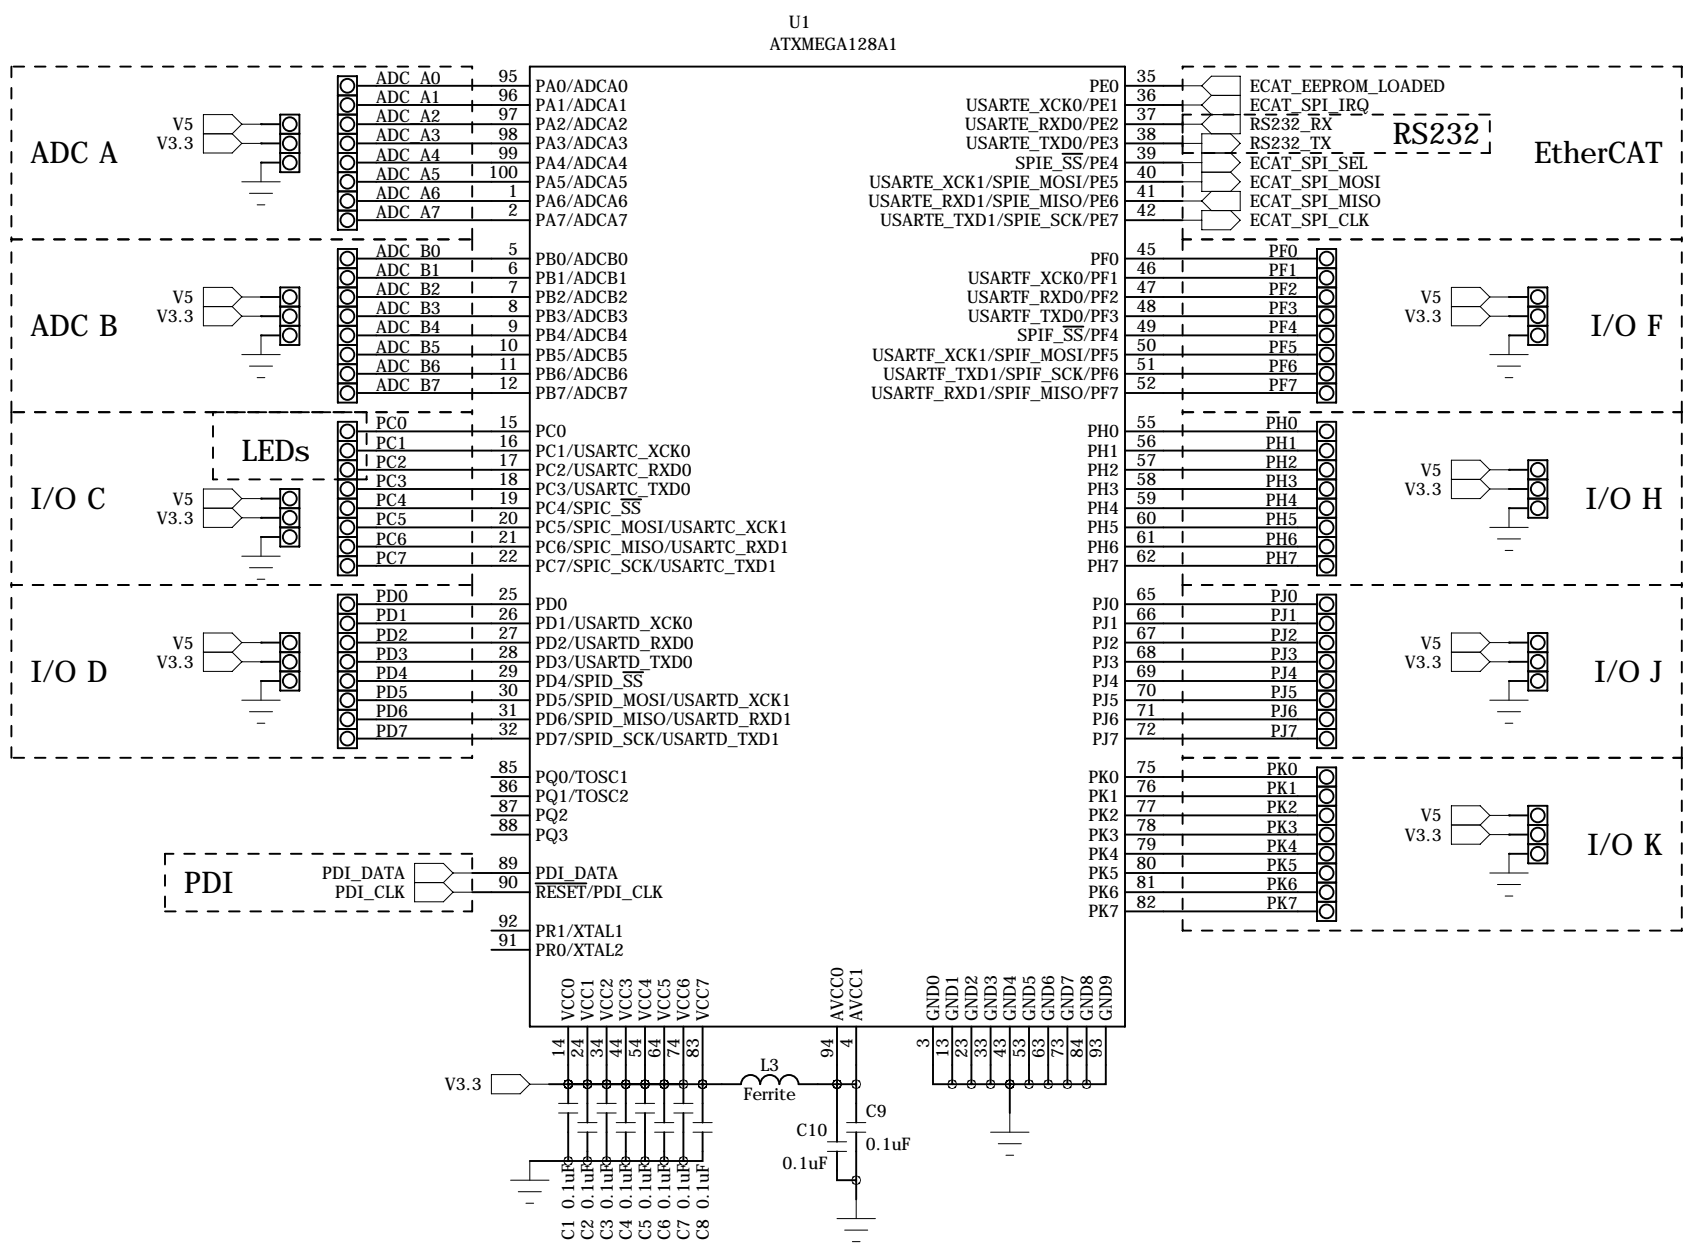 U1
ATXMEGA128A1
ADC A
V5
V3.3
ADC_A0 95 PA0/ADCA0
ADC_A1 96 PA1/ADCA1
ADC_A2 97 PA2/ADCA2
ADC_A3 98 PA3/ADCA3
ADC_A4 99 PA4/ADCA4
ADC_A5 100 PA5/ADCA5
ADC_A6 1 PA6/ADCA6
ADC_A7 2 PA7/ADCA7
ADC B
V5
V3.3
ADC_B0 5 PB0/ADCB0
ADC_B1 6 PB1/ADCB1
ADC_B2 7 PB2/ADCB2
ADC_B3 8 PB3/ADCB3
ADC_B4 9 PB4/ADCB4
ADC_B5 10 PB5/ADCB5
ADC_B6 11 PB6/ADCB6
ADC_B7 12 PB7/ADCB7
LEDs
I/O C
V5
V3.3
PC0 15 PC0
PC1 16 PC1/USARTC_XCK0
PC2 17 PC2/USARTC_RXD0
PC3 18 PC3/USARTC_TXD0
PC4 19 PC4/SPIC_SS
PC5 20 PC5/SPIC_MOSI/USARTC_XCK1
PC6 21 PC6/SPIC_MISO/USARTC_RXD1
PC7 22 PC7/SPIC_SCK/USARTC_TXD1
I/O D
V5
V3.3
PD0 25 PD0
PD1 26 PD1/USARTD_XCK0
PD2 27 PD2/USARTD_RXD0
PD3 28 PD3/USARTD_TXD0
PD4 29 PD4/SPID_SS
PD5 30 PD5/SPID_MOSI/USARTD_XCK1
PD6 31 PD6/SPID_MISO/USARTD_RXD1
PD7 32 PD7/SPID_SCK/USARTD_TXD1
85 PQ0/TOSC1
86 PQ1/TOSC2
87 PQ2
88 PQ3
PDI
PDI_DATA 89 PDI_DATA
PDI_CLK 90 RESET/PDI_CLK
92 PR1/XTAL1
91 PR0/XTAL2
PE0 35 ECAT_EEPROM_LOADED
USARTE_XCK0/PE1 36 ECAT_SPI_IRQ
USARTE_RXD0/PE2 37 RS232_RX
USARTE_TXD0/PE3 38 RS232_TX
SPIE_SS/PE4 39 ECAT_SPI_SEL
USARTE_XCK1/SPIE_MOSI/PE5 40 ECAT_SPI_MOSI
USARTE_RXD1/SPIE_MISO/PE6 41 ECAT_SPI_MISO
USARTE_TXD1/SPIE_SCK/PE7 42 ECAT_SPI_CLK
RS232
EtherCAT
PF0 45 PF0
USARTF_XCK0/PF1 46 PF1
USARTF_RXD0/PF2 47 PF2
USARTF_TXD0/PF3 48 PF3
SPIF_SS/PF4 49 PF4
USARTF_XCK1/SPIF_MOSI/PF5 50 PF5
USARTF_TXD1/SPIF_SCK/PF6 51 PF6
USARTF_RXD1/SPIF_MISO/PF7 52 PF7
V5
V3.3
I/O F
PH0 55 PH0
PH1 56 PH1
PH2 57 PH2
PH3 58 PH3
PH4 59 PH4
PH5 60 PH5
PH6 61 PH6
PH7 62 PH7
V5
V3.3
I/O H
PJ0 65 PJ0
PJ1 66 PJ1
PJ2 67 PJ2
PJ3 68 PJ3
PJ4 69 PJ4
PJ5 70 PJ5
PJ6 71 PJ6
PJ7 72 PJ7
V5
V3.3
I/O J
PK0 75 PK0
PK1 76 PK1
PK2 77 PK2
PK3 78 PK3
PK4 79 PK4
PK5 80 PK5
PK6 81 PK6
PK7 82 PK7
V5
V3.3
I/O K
VCC0 VCC1 VCC2 VCC3 VCC4 VCC5 VCC6 VCC7 AVCC0 AVCC1 GND0 GND1 GND2 GND3 GND4 GND5 GND6 GND7 GND8 GND9
14 24 34 44 54 64 74 83 94 4 3 13 23 33 43 53 63 73 84 93
V3.3
L3
Ferrite
C9
0.1uF
C10
0.1uF
C1 0.1uF
C2 0.1uF
C3 0.1uF
C4 0.1uF
C5 0.1uF
C6 0.1uF
C7 0.1uF
C8 0.1uF